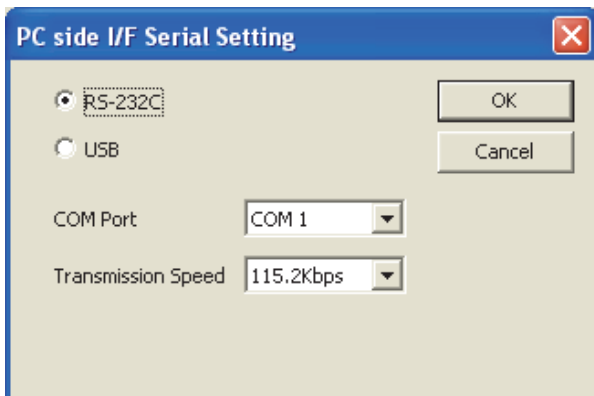 PC side I/F Serial Setting
RS-232C
OK
USB
Cancel
COM Port
COM 1
Transmission Speed
115.2Kbps